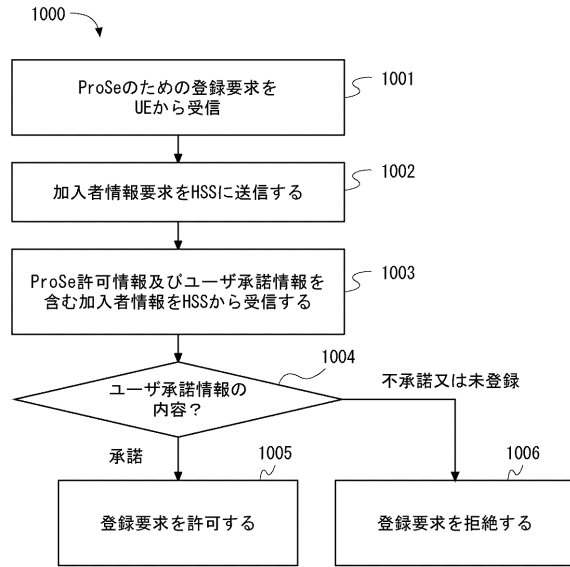 1000
ProSeのための登録要求を
UEから受信
1001
加入者情報要求をHSSに送信する
1002
ProSe許可情報及びユーザ承諾情報を
含む加入者情報をHSSから受信する
1003
ユーザ承諾情報の
内容？
1004
不承諾又は未登録
承諾
1005
登録要求を許可する
1006
登録要求を拒絶する